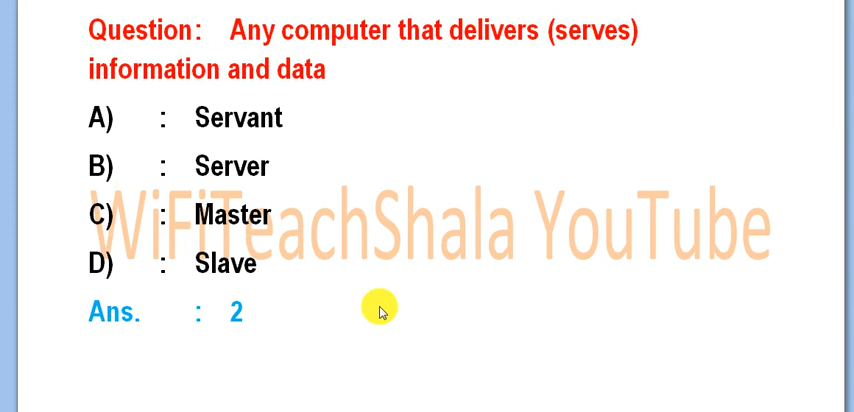 Question: Any computer that delivers (serves)
information and data
A) : Servant
B) : Server
C) : Master
D) : Slave
Ans. : 2
WiFiTeachShala YouTube